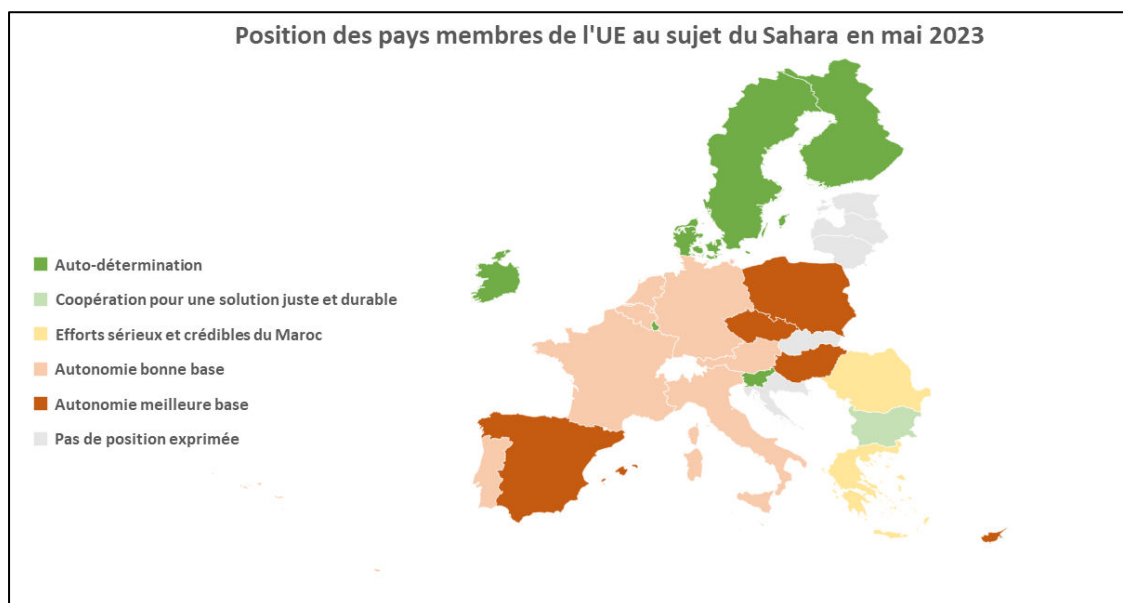 Position des pays membres de l'UE au sujet du Sahara en mai 2023
Auto-détermination
Coopération pour une solution juste et durable
Efforts sérieux et crédibles du Maroc
Autonomie bonne base
Autonomie meilleure base
Pas de position exprimée